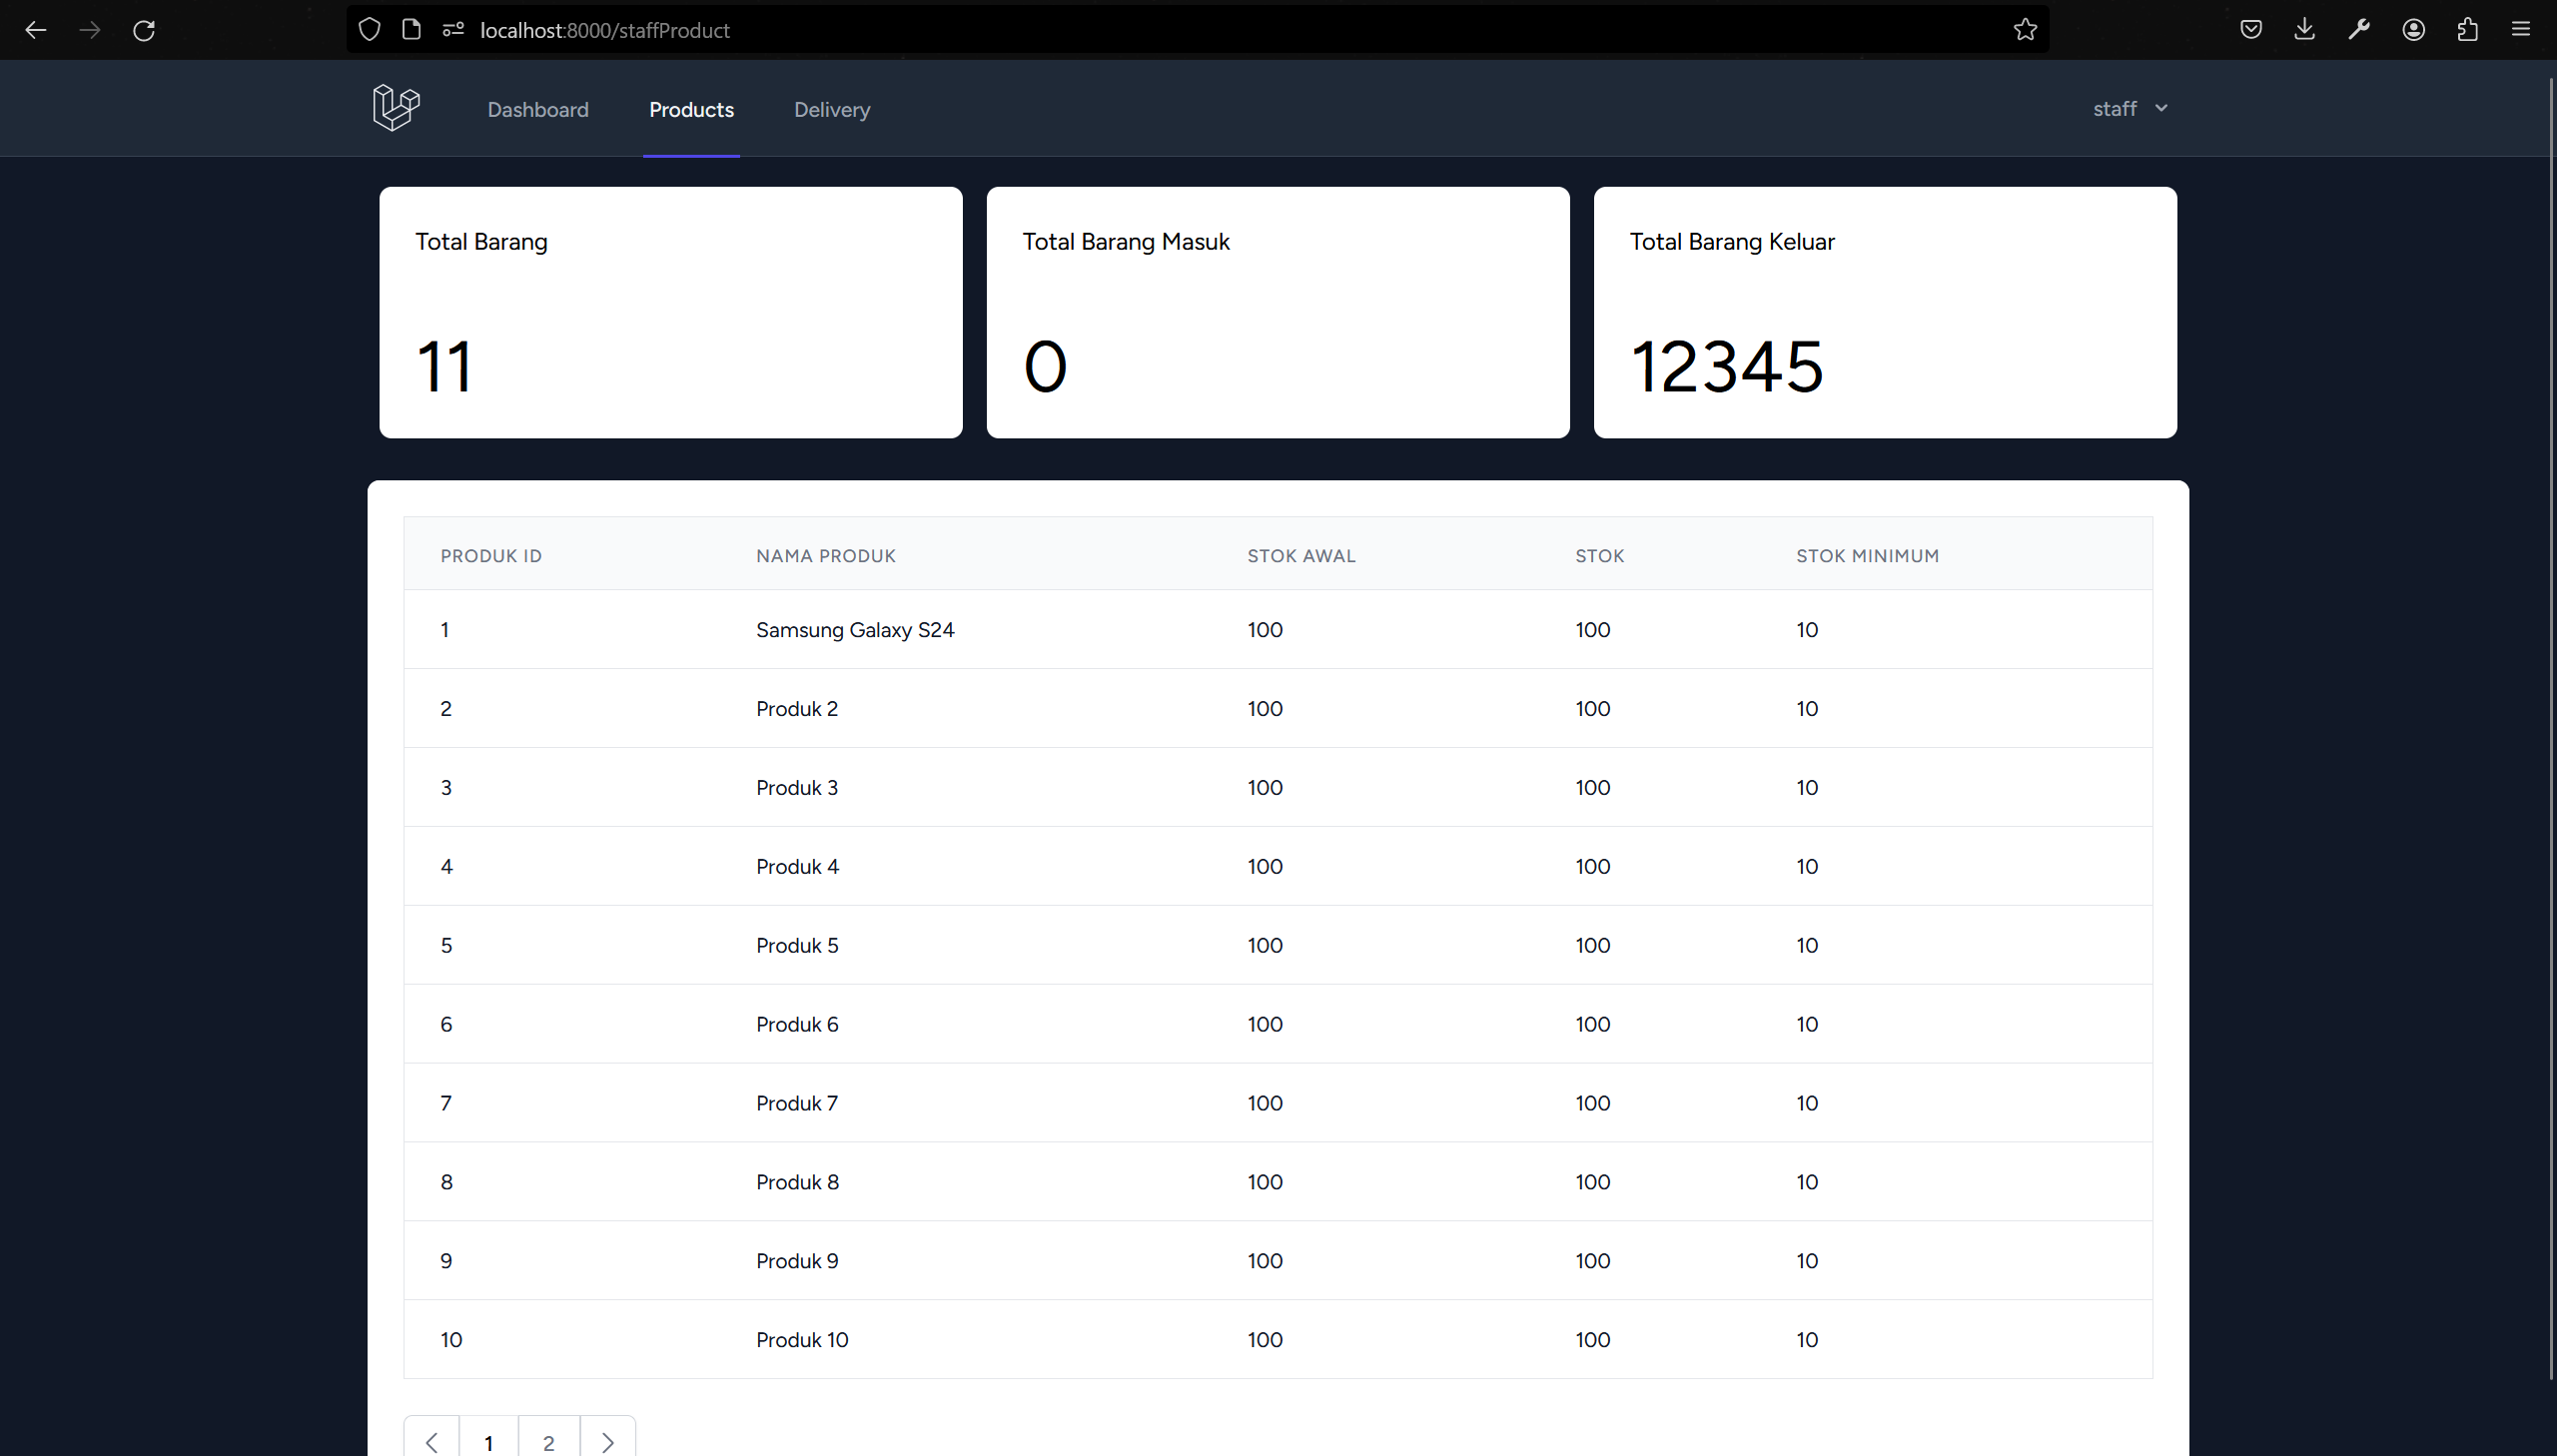 localhost:8000/staffProduct
Dashboard Products Delivery staff
Total Barang Total Barang Masuk Total Barang Keluar
11 0 12345
PRODUK ID NAMA PRODUK STOK AWAL STOK STOK MINIMUM
1 Samsung Galaxy S24 100 100 10
2 Produk 2 100 100 10
3 Produk 3 100 100 10
4 Produk 4 100 100 10
5 Produk 5 100 100 10
6 Produk 6 100 100 10
7 Produk 7 100 100 10
8 Produk 8 100 100 10
9 Produk 9 100 100 10
10 Produk 10 100 100 10
1 2